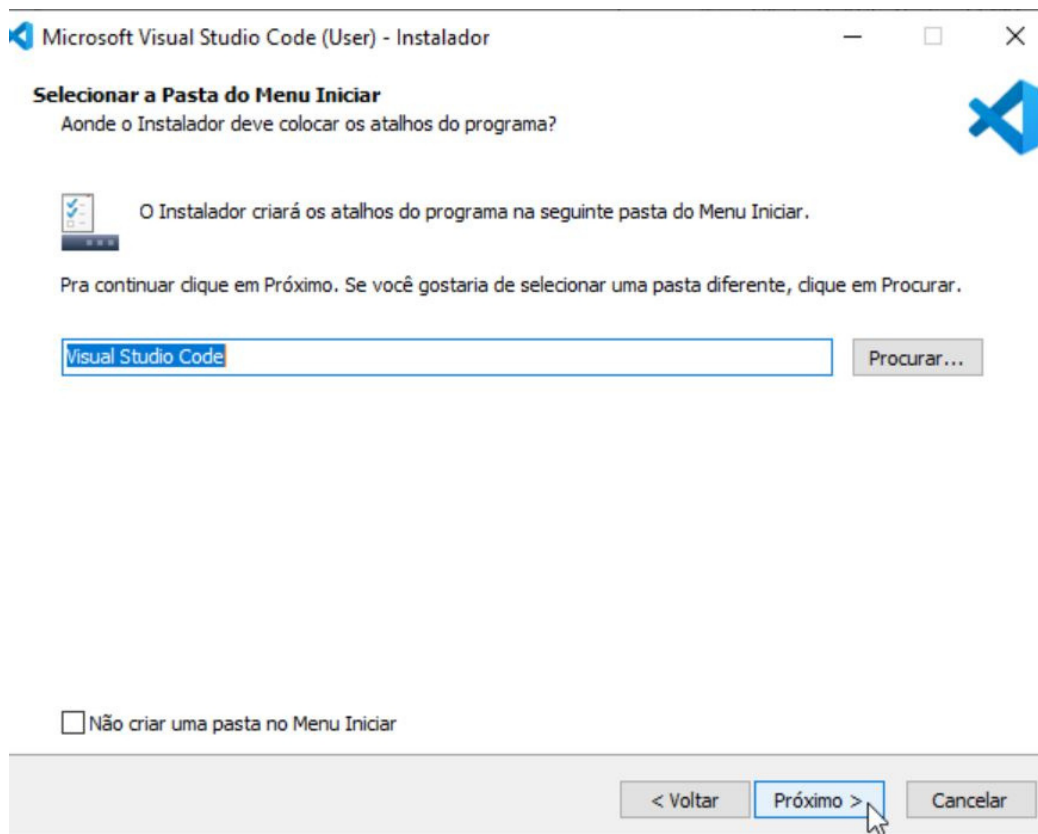 Microsoft Visual Studio Code (User) - Instalador
Selecionar a Pasta do Menu Iniciar
Aonde o Instalador deve colocar os atalhos do programa?
O Instalador criará os atalhos do programa na seguinte pasta do Menu Iniciar.
Pra continuar clique em Próximo. Se você gostaria de selecionar uma pasta diferente, clique em Procurar.
Visual Studio Code
Procurar...
Não criar uma pasta no Menu Iniciar
< Voltar
Próximo >
Cancelar